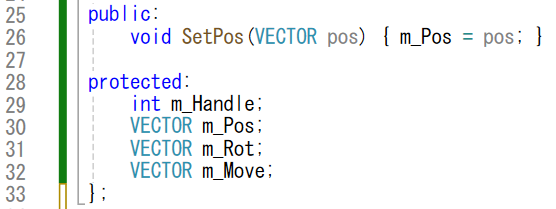 25 public:
26 void SetPos(VECTOR pos) { m_Pos = pos; }
27
28 protected:
29 int m_Handle;
30 VECTOR m_Pos;
31 VECTOR m_Rot;
32 VECTOR m_Move;
33 };